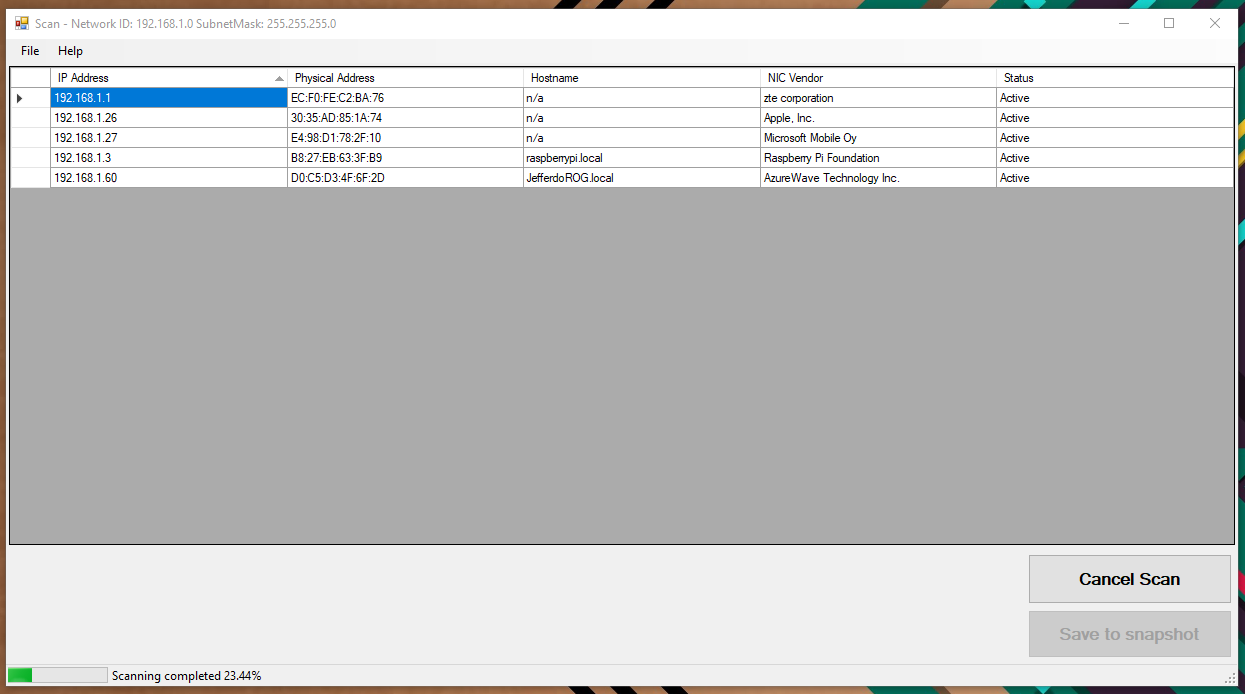 Scan - Network ID: 192.168.1.0 SubnetMask: 255.255.255.0
File Help
IP Address Physical Address Hostname NIC Vendor Status
192.168.1.1 EC:F0:FE:C2:BA:76 n/a zte corporation Active
192.168.1.26 30:35:AD:85:1A:74 n/a Apple, Inc. Active
192.168.1.27 E4:98:D1:78:2F:10 n/a Microsoft Mobile Oy Active
192.168.1.3 B8:27:EB:63:3F:B9 raspberrypi.local Raspberry Pi Foundation Active
192.168.1.60 D0:C5:D3:4F:6F:2D JefferdoROG.local AzureWave Technology Inc. Active
Cancel Scan
Save to snapshot
Scanning completed 23.44%